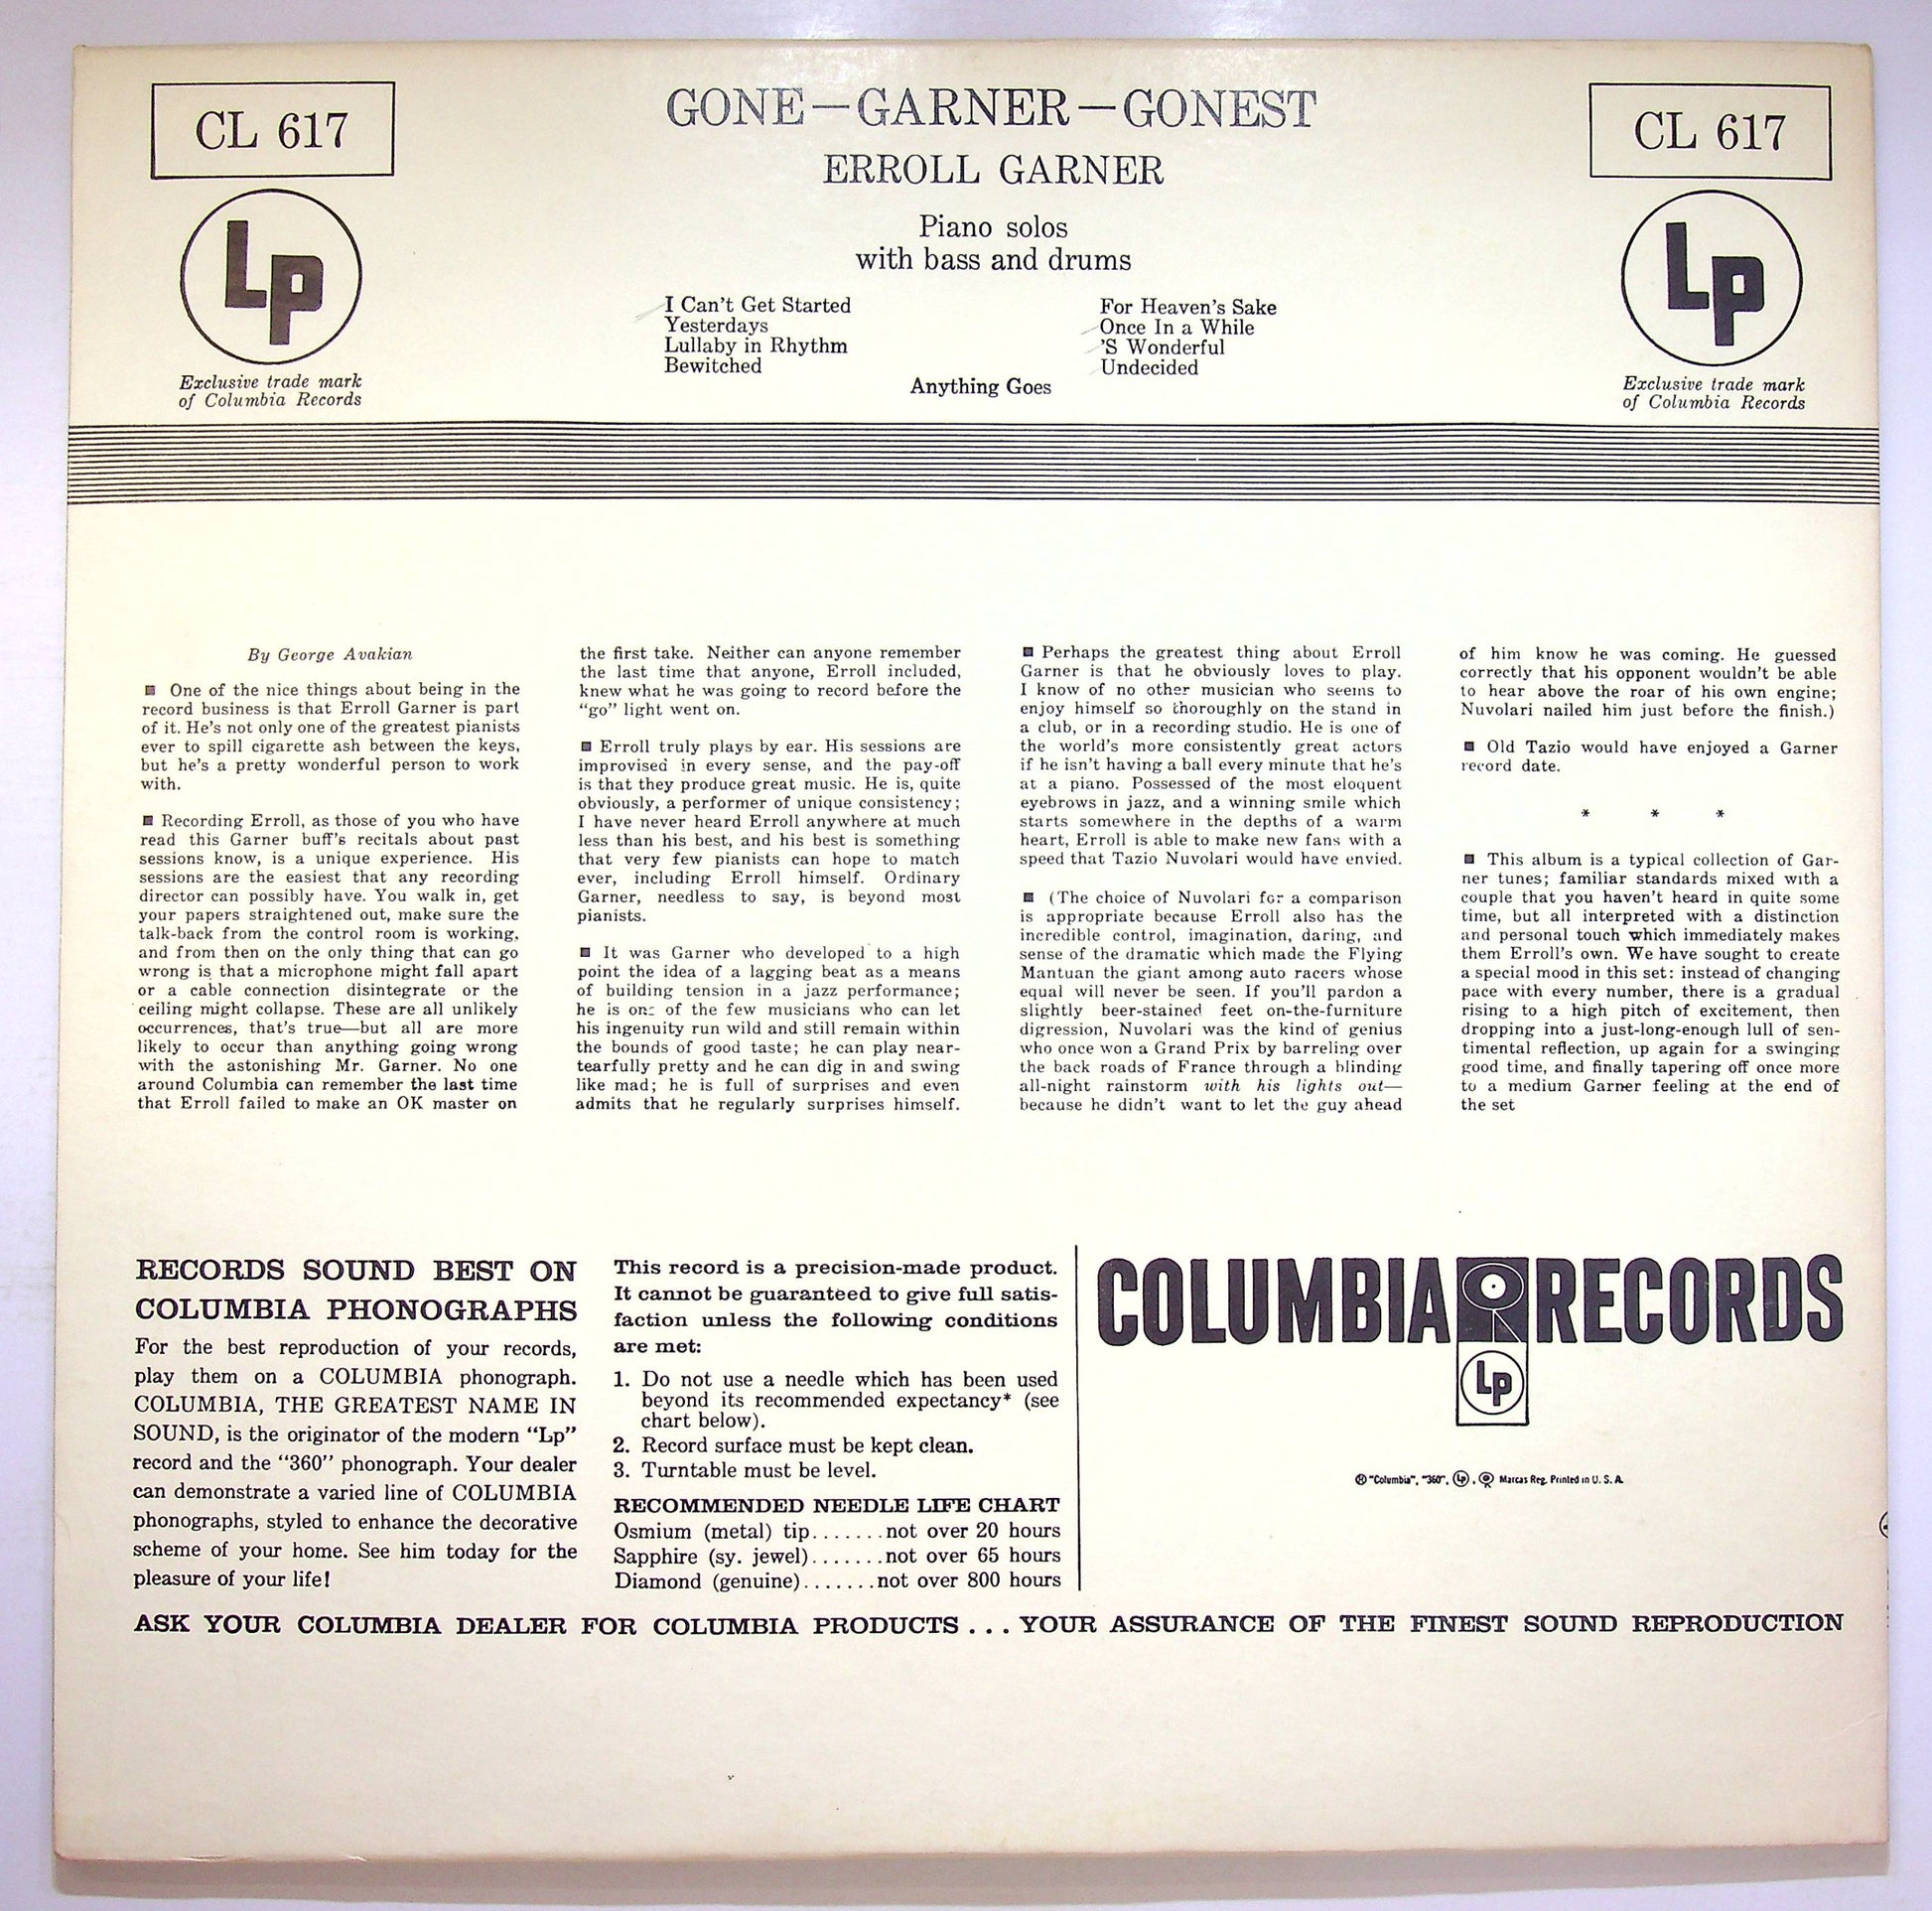 CL 617
GONE—GARNER—GONEST
CL 617
ERROLL GARNER
Piano solos
with bass and drums
Lp
Exclusive trade mark
of Columbia Records
Lp
Exclusive trade mark
of Columbia Records
I Can't Get Started
Yesterdays
Lullaby in Rhythm
Bewitched
For Heaven's Sake
Once In a While
'S Wonderful
Undecided
Anything Goes
By George Avakian
■ One of the nice things about being in the
record business is that Erroll Garner is part
of it. He's not only one of the greatest pianists
ever to spill cigarette ash between the keys,
but he's a pretty wonderful person to work
with.
■ Recording Erroll, as those of you who have
read this Garner buff's recitals about past
sessions know, is a unique experience. His
sessions are the easiest that any recording
director can possibly have. You walk in, get
your papers straightened out, make sure the
talk-back from the control room is working,
and from then on the only thing that can go
wrong is that a microphone might fall apart
or a cable connection disintegrate or the
ceiling might collapse. These are all unlikely
occurrences, that's true—but all are more
likely to occur than anything going wrong
with the astonishing Mr. Garner. No one
around Columbia can remember the last time
that Erroll failed to make an OK master on
the first take. Neither can anyone remember
the last time that anyone, Erroll included,
knew what he was going to record before the
"go" light went on.
■ Erroll truly plays by ear. His sessions are
improvised in every sense, and the pay-off
is that they produce great music. He is, quite
obviously, a performer of unique consistency;
I have never heard Erroll anywhere at much
less than his best, and his best is something
that very few pianists can hope to match
ever, including Erroll himself. Ordinary
Garner, needless to say, is beyond most
pianists.
■ It was Garner who developed to a high
point the idea of a lagging beat as a means
of building tension in a jazz performance;
he is one of the few musicians who can let
his ingenuity run wild and still remain within
the bounds of good taste; he can play near-
tearfully pretty and he can dig in and swing
like mad; he is full of surprises and even
admits that he regularly surprises himself.
■ Perhaps the greatest thing about Erroll
Garner is that he obviously loves to play.
I know of no other musician who seems to
enjoy himself so thoroughly on the stand in
a club, or in a recording studio. He is one of
the world's more consistently great actors
if he isn't having a ball every minute that he's
at a piano. Possessed of the most eloquent
eyebrows in jazz, and a winning smile which
starts somewhere in the depths of a warm
heart, Erroll is able to make new fans with a
speed that Tazio Nuvolari would have envied.
■ (The choice of Nuvolari for a comparison
is appropriate because Erroll also has the
incredible control, imagination, daring, and
sense of the dramatic which made the Flying
Mantuan the giant among auto racers whose
equal will never be seen. If you'll pardon a
slightly beer-stained feet on-the-furniture
digression, Nuvolari was the kind of genius
who once won a Grand Prix by barreling over
the back roads of France through a blinding
all-night rainstorm with his lights out—
because he didn't want to let the guy ahead
of him know he was coming. He guessed
correctly that his opponent wouldn't be able
to hear above the roar of his own engine;
Nuvolari nailed him just before the finish.)
■ Old Tazio would have enjoyed a Garner
record date.
* * *
■ This album is a typical collection of Gar-
ner tunes; familiar standards mixed with a
couple that you haven't heard in quite some
time, but all interpreted with a distinction
and personal touch which immediately makes
them Erroll's own. We have sought to create
a special mood in this set: instead of changing
pace with every number, there is a gradual
rising to a high pitch of excitement, then
dropping into a just-long-enough lull of sen-
timental reflection, up again for a swinging
good time, and finally tapering off once more
to a medium Garner feeling at the end of
the set
RECORDS SOUND BEST ON
COLUMBIA PHONOGRAPHS
For the best reproduction of your records,
play them on a COLUMBIA phonograph.
COLUMBIA, THE GREATEST NAME IN
SOUND, is the originator of the modern "Lp"
record and the "360" phonograph. Your dealer
can demonstrate a varied line of COLUMBIA
phonographs, styled to enhance the decorative
scheme of your home. See him today for the
pleasure of your life!
This record is a precision-made product.
It cannot be guaranteed to give full satis-
faction unless the following conditions
are met:
1. Do not use a needle which has been used
beyond its recommended expectancy* (see
chart below).
2. Record surface must be kept clean.
3. Turntable must be level.
RECOMMENDED NEEDLE LIFE CHART
Osmium (metal) tip.......not over 20 hours
Sapphire (sy. jewel).......not over 65 hours
Diamond (genuine).......not over 800 hours
COLUMBIA RECORDS
Lp
® "Columbia", "360", Lp, Marcas Reg. Printed in U. S. A.
ASK YOUR COLUMBIA DEALER FOR COLUMBIA PRODUCTS... YOUR ASSURANCE OF THE FINEST SOUND REPRODUCTION